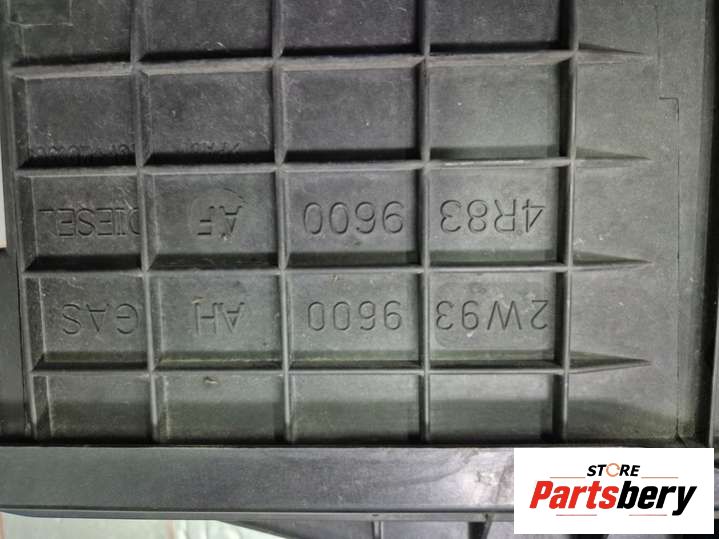 2W93 9600 AH GAS
4R83 9600 AF DIESEL
STORE
Partsbery